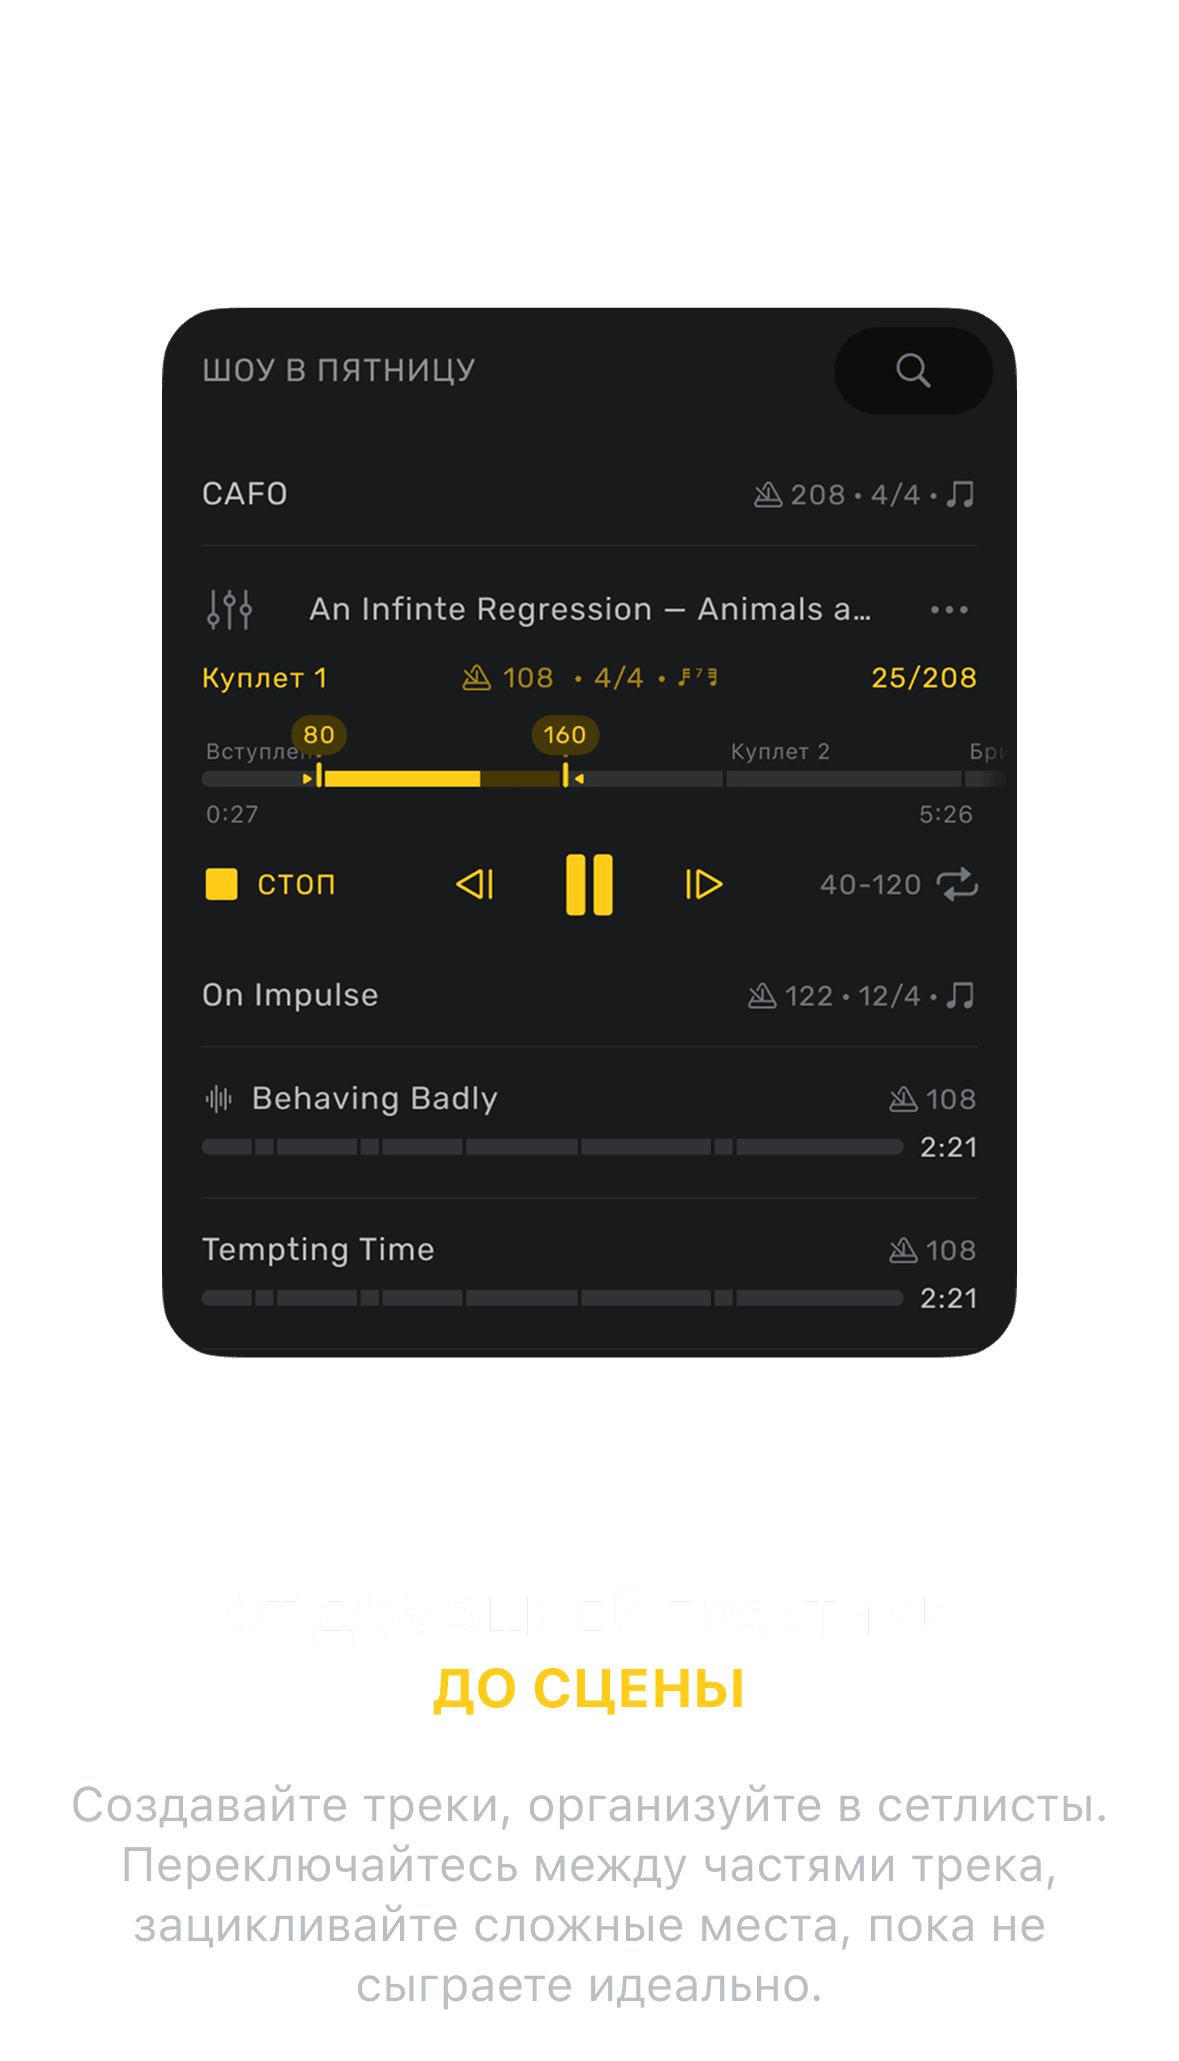 ШОУ В ПЯТНИЦУ
CAFO
208 • 4/4 •
An Infinte Regression — Animals a...
Куплет 1
108 • 4/4 •
25/208
80
160
Вступлен
Куплет 2
Бри
0:27
5:26
СТОП
40-120
On Impulse
122 • 12/4 •
Behaving Badly
108
2:21
Tempting Time
108
2:21
ДО СЦЕНЫ
Создавайте треки, организуйте в сетлисты.
Переключайтесь между частями трека,
зацикливайте сложные места, пока не
сыграете идеально.